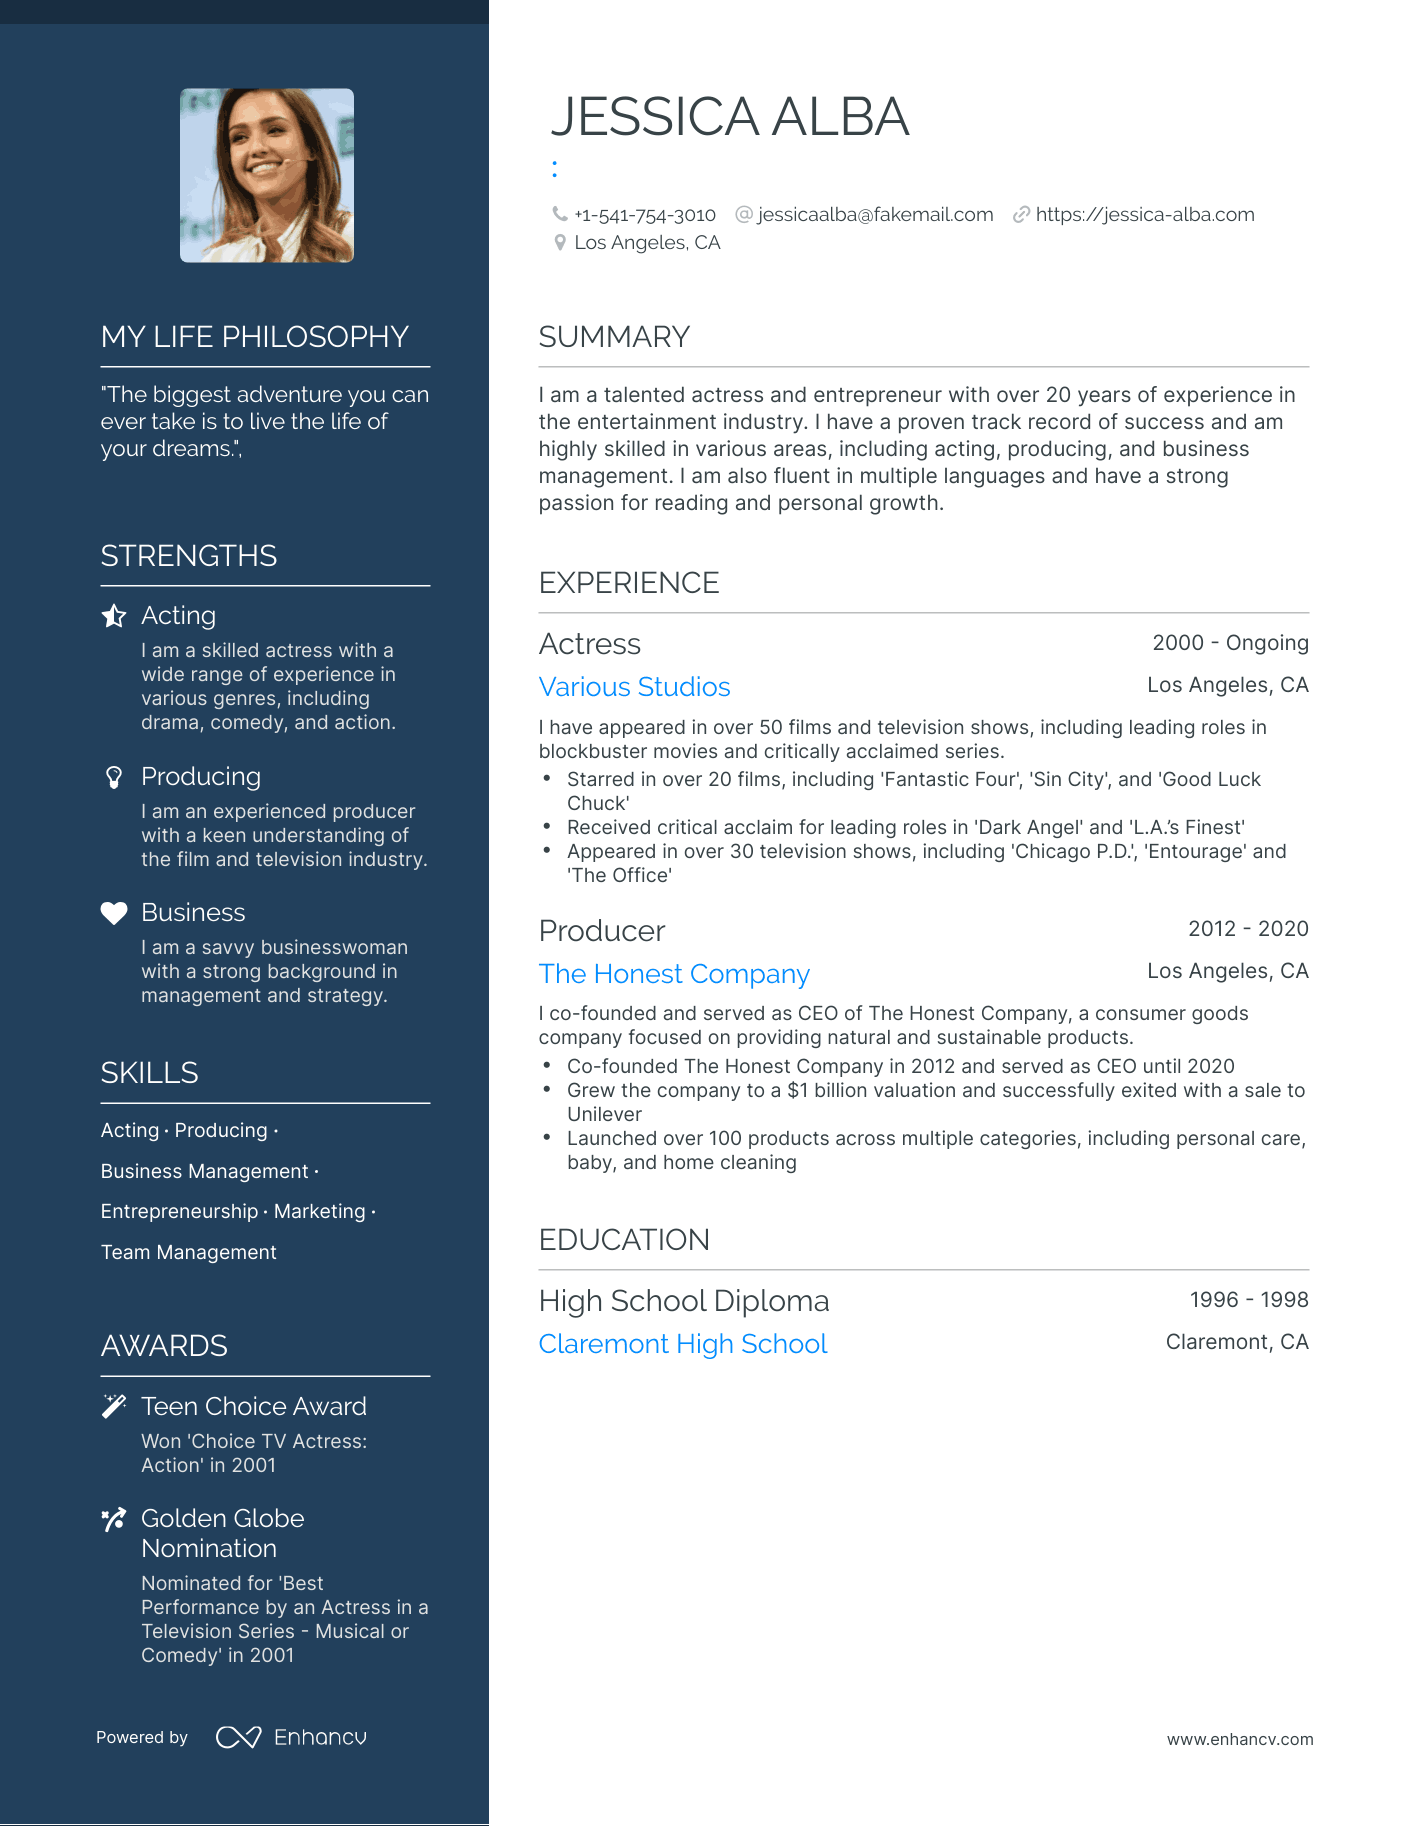 JESSICA ALBA
:
+1-541-754-3010 @ jessicaalba@fakemail.com https://jessica-alba.com
Los Angeles, CA
MY LIFE PHILOSOPHY
"The biggest adventure you can
ever take is to live the life of
your dreams.",
STRENGTHS
Acting
I am a skilled actress with a
wide range of experience in
various genres, including
drama, comedy, and action.
Producing
I am an experienced producer
with a keen understanding of
the film and television industry.
Business
I am a savvy businesswoman
with a strong background in
management and strategy.
SKILLS
Acting · Producing ·
Business Management ·
Entrepreneurship · Marketing ·
Team Management
AWARDS
Teen Choice Award
Won 'Choice TV Actress:
Action' in 2001
Golden Globe
Nomination
Nominated for 'Best
Performance by an Actress in a
Television Series - Musical or
Comedy' in 2001
SUMMARY
I am a talented actress and entrepreneur with over 20 years of experience in
the entertainment industry. I have a proven track record of success and am
highly skilled in various areas, including acting, producing, and business
management. I am also fluent in multiple languages and have a strong
passion for reading and personal growth.
EXPERIENCE
Actress 2000 - Ongoing
Various Studios Los Angeles, CA
I have appeared in over 50 films and television shows, including leading roles in
blockbuster movies and critically acclaimed series.
• Starred in over 20 films, including 'Fantastic Four', 'Sin City', and 'Good Luck
Chuck'
• Received critical acclaim for leading roles in 'Dark Angel' and 'L.A.’s Finest'
• Appeared in over 30 television shows, including 'Chicago P.D.', 'Entourage' and
'The Office'
Producer 2012 - 2020
The Honest Company Los Angeles, CA
I co-founded and served as CEO of The Honest Company, a consumer goods
company focused on providing natural and sustainable products.
• Co-founded The Honest Company in 2012 and served as CEO until 2020
• Grew the company to a $1 billion valuation and successfully exited with a sale to
Unilever
• Launched over 100 products across multiple categories, including personal care,
baby, and home cleaning
EDUCATION
High School Diploma 1996 - 1998
Claremont High School Claremont, CA
Powered by Enhancv
www.enhancv.com